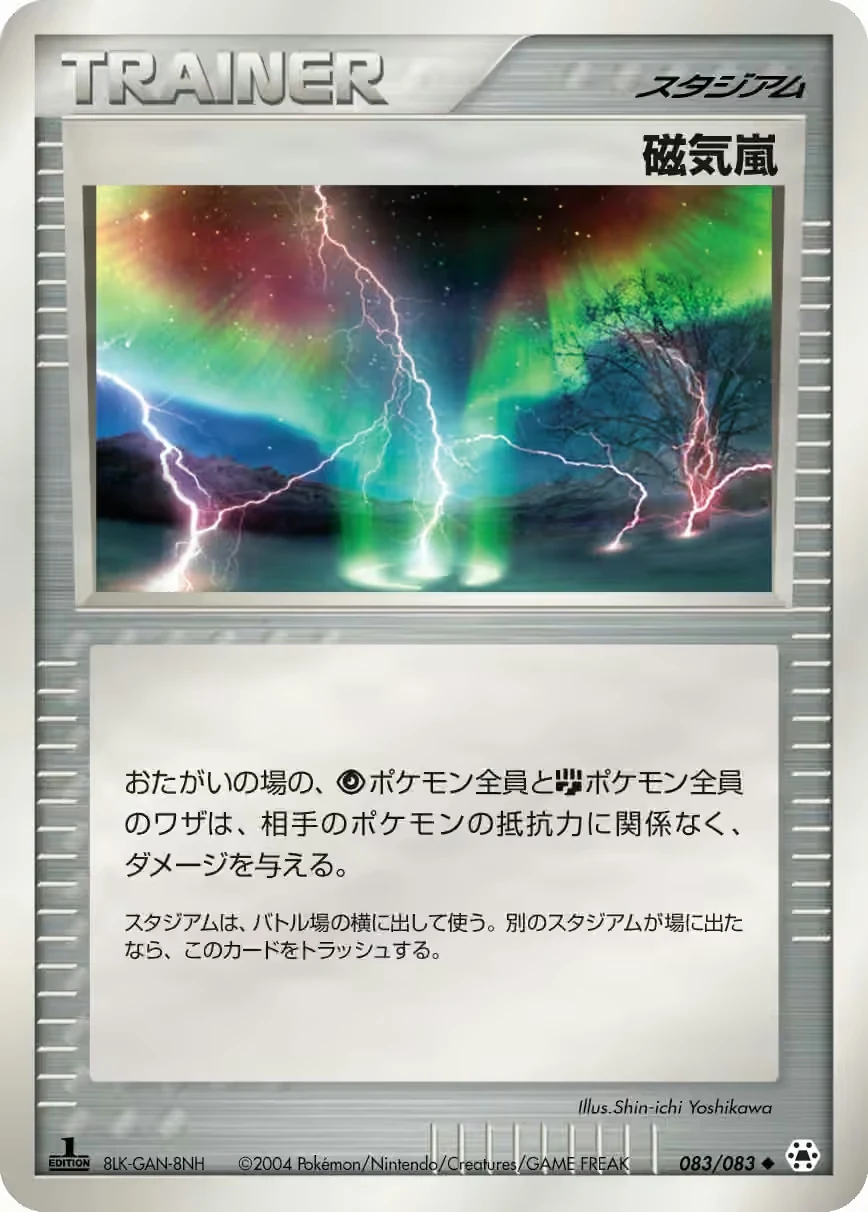 TRAINER
スタジアム
磁気嵐
おたがいの場の、ポケモン全員とポケモン全員
のワザは、相手のポケモンの抵抗力に関係なく、
ダメージを与える。
スタジアムは、バトル場の横に出して使う。別のスタジアムが場に出た
なら、このカードをトラッシュする。
Illus.Shin-ichi Yoshikawa
1
EDITION
8LK-GAN-8NH
©2004 Pokémon/Nintendo/Creatures/GAME FREAK
083/083 ◆